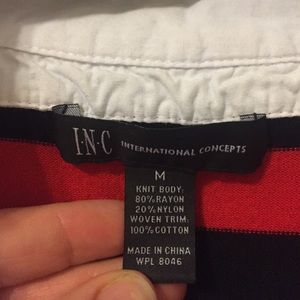 I·N·C INTERNATIONAL CONCEPTS
M
KNIT BODY:
80%RAYON
20%NYLON
WOVEN TRIM:
100%COTTON
MADE IN CHINA
WPL 8046